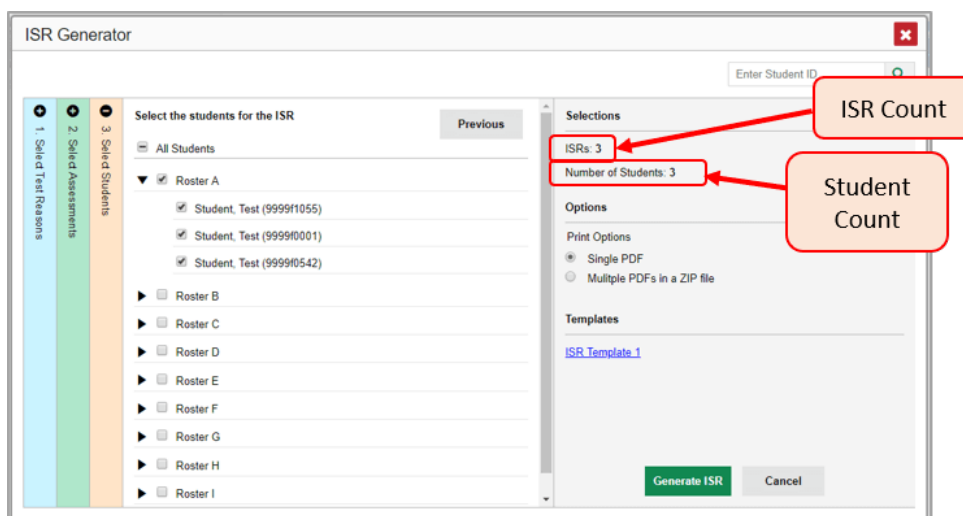 ISR Generator
Enter Student ID
ISR Count
Student
Count
1. Select Test Reasons
2. Select Assessments
3. Select Students
Select the students for the ISR
Previous
All Students
Roster A
Student, Test (9999f1055)
Student, Test (9999f0001)
Student, Test (9999f0542)
Roster B
Roster C
Roster D
Roster E
Roster F
Roster G
Roster H
Roster I
Selections
ISRs: 3
Number of Students: 3
Options
Print Options
Single PDF
Mulitple PDFs in a ZIP file
Templates
ISR Template 1
Generate ISR
Cancel